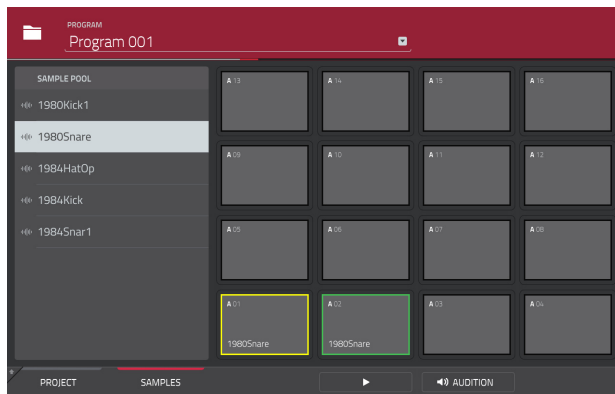 PROGRAM
Program 001
SAMPLE POOL
1980Kick1
1980Snare
1984HatOp
1984Kick
1984Snar1
A 13
A 14
A 15
A 16
A 09
A 10
A 11
A 12
A 05
A 06
A 07
A 08
A 01
1980Snare
A 02
1980Snare
A 03
A 04
* PROJECT
SAMPLES
AUDITION